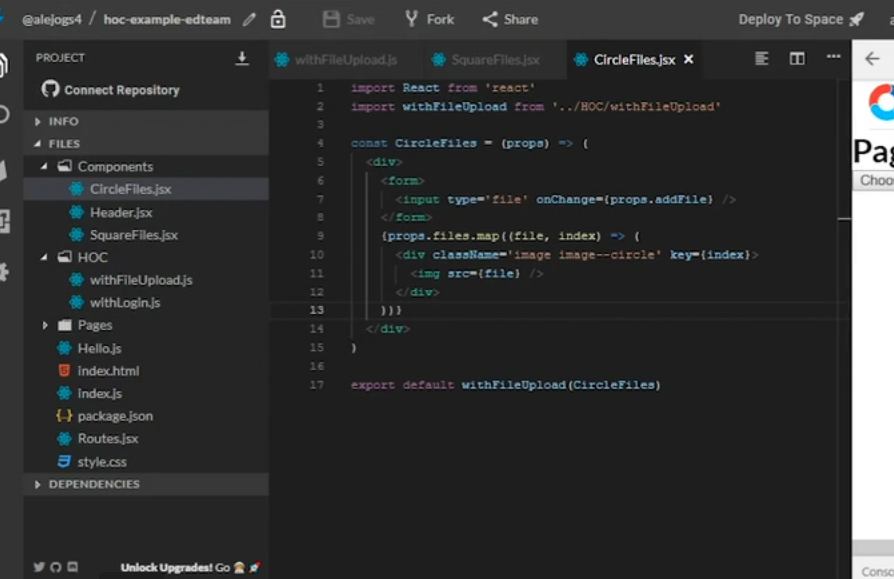 @alejogs4 / hoc-example-edteam
Save
Fork
Share
Deploy To Space
PROJECT
Connect Repository
INFO
FILES
Components
CircleFiles.jsx
Header.jsx
SquareFiles.jsx
HOC
withFileUpload.js
withLogin.js
Pages
Hello.js
index.html
index.js
package.json
Routes.jsx
style.css
DEPENDENCIES
Unlock Upgrades! Go
withFileUpload.js
SquareFiles.jsx
CircleFiles.jsx
1 import React from 'react'
2 import withFileUpload from '../HOC/withFileUpload'
3
4 const CircleFiles = (props) => (
5 <div>
6 <form>
7 <input type='file' onChange={props.addFile} />
8 </form>
9 {props.files.map((file, index) => (
10 <div className='image image--circle' key={index}>
11 <img src={file} />
12 </div>
13 ))}
14 </div>
15 )
16
17 export default withFileUpload(CircleFiles)
Pag
Choo
Conso